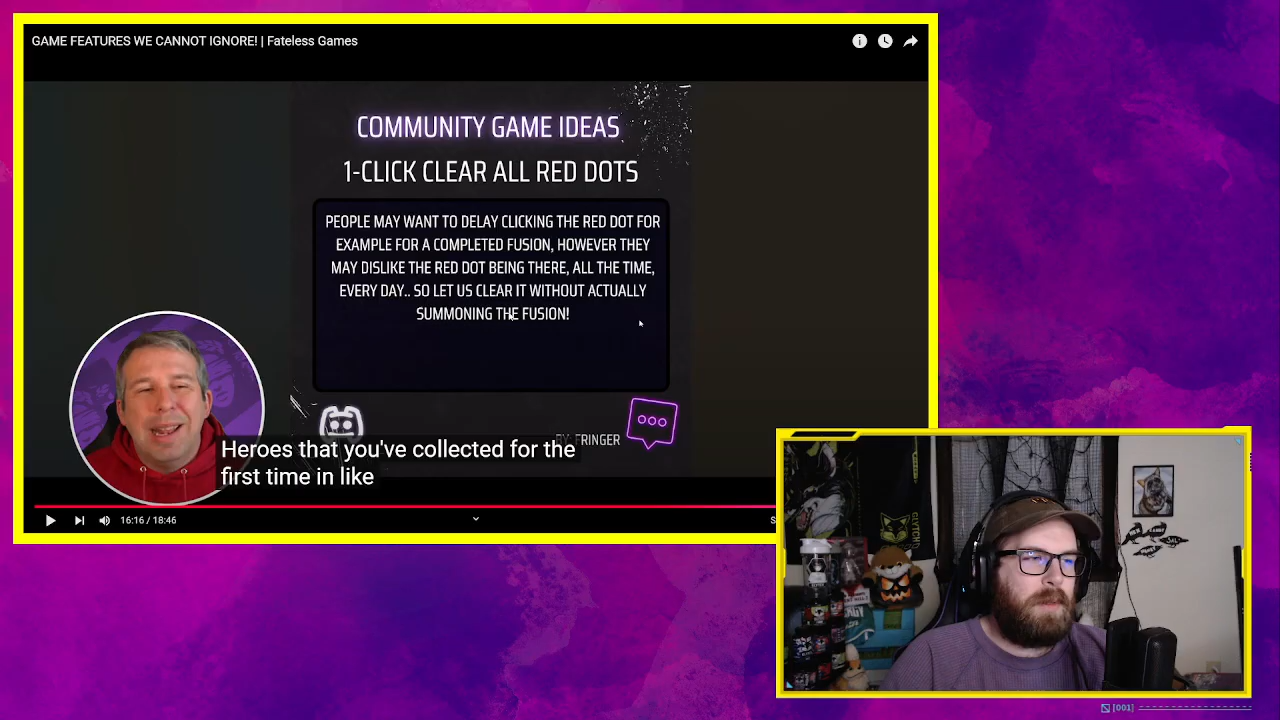 GAME FEATURES WE CANNOT IGNORE! | Fateless Games
COMMUNITY GAME IDEAS
1-CLICK CLEAR ALL RED DOTS
PEOPLE MAY WANT TO DELAY CLICKING THE RED DOT FOR
EXAMPLE FOR A COMPLETED FUSION, HOWEVER THEY
MAY DISLIKE THE RED DOT BEING THERE, ALL THE TIME,
EVERY DAY.. SO LET US CLEAR IT WITHOUT ACTUALLY
SUMMONING THE FUSION!
BY: FRINGER
Heroes that you've collected for the
first time in like
16:16 / 18:46
[001]